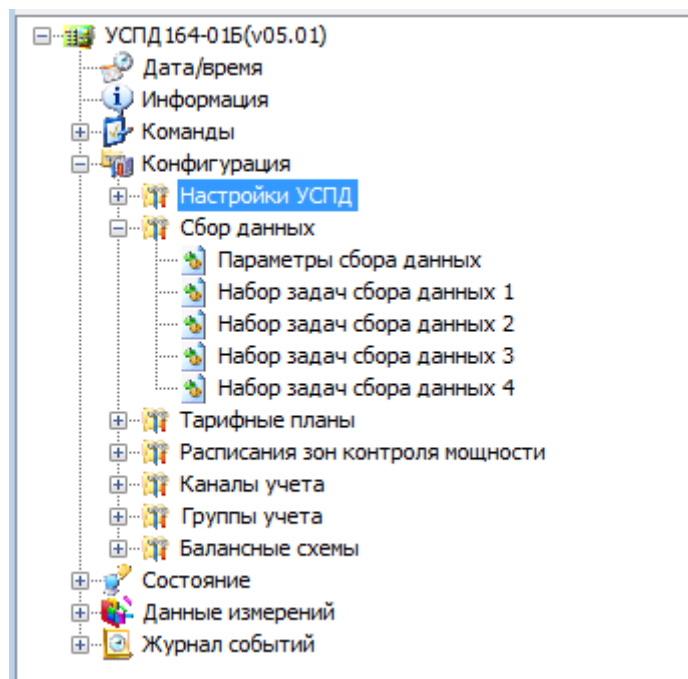 УСПД 164-01Б(v05.01)
Дата/время
Информация
Команды
Конфигурация
Настройки УСПД
Сбор данных
Параметры сбора данных
Набор задач сбора данных 1
Набор задач сбора данных 2
Набор задач сбора данных 3
Набор задач сбора данных 4
Тарифные планы
Расписания зон контроля мощности
Каналы учета
Группы учета
Балансные схемы
Состояние
Данные измерений
Журнал событий